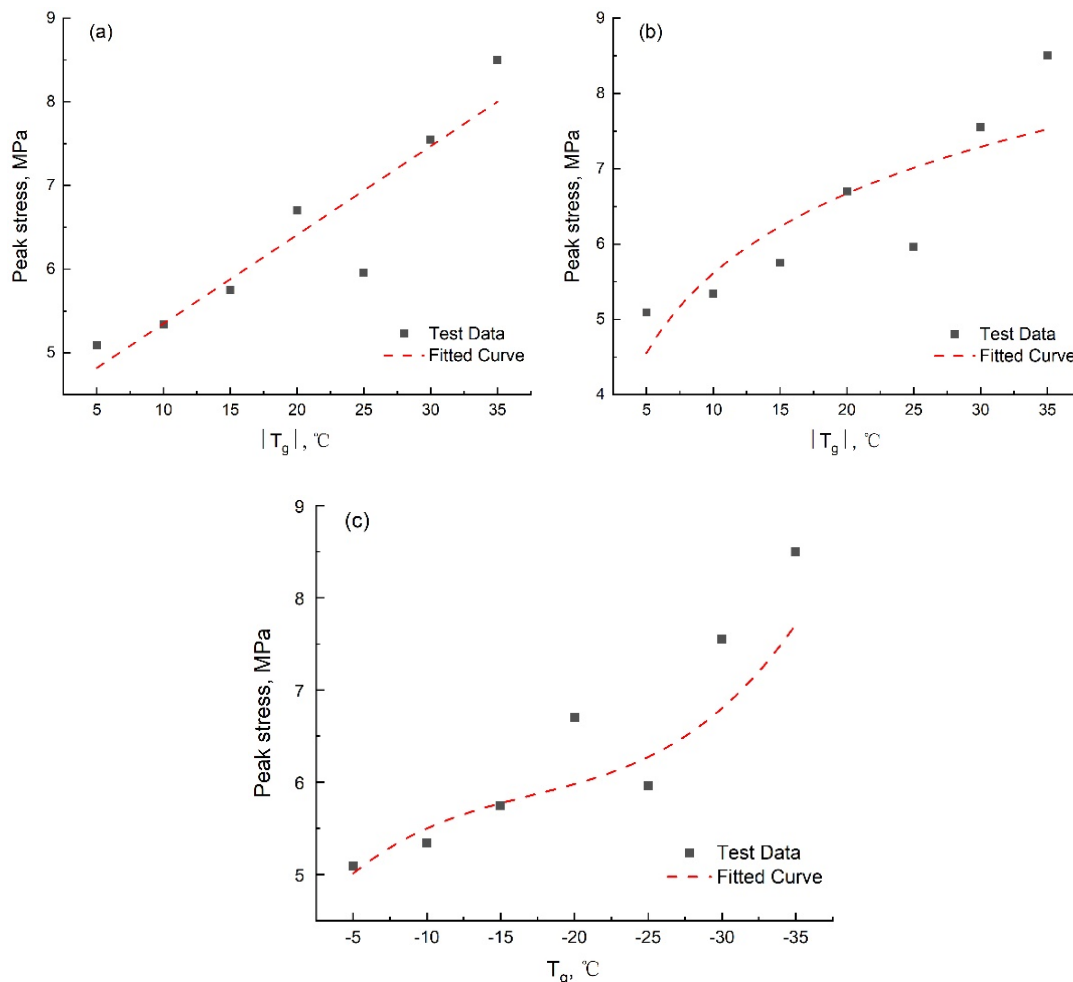 (a)
9
8
7
6
5
Peak stress, MPa
Test Data
Fitted Curve
5 10 15 20 25 30 35
|Tg|, ℃
(b)
9
8
7
6
5
4
Peak stress, MPa
Test Data
Fitted Curve
5 10 15 20 25 30 35
|Tg|, ℃
(c)
9
8
7
6
5
Peak stress, MPa
Test Data
Fitted Curve
-5 -10 -15 -20 -25 -30 -35
Tg, ℃